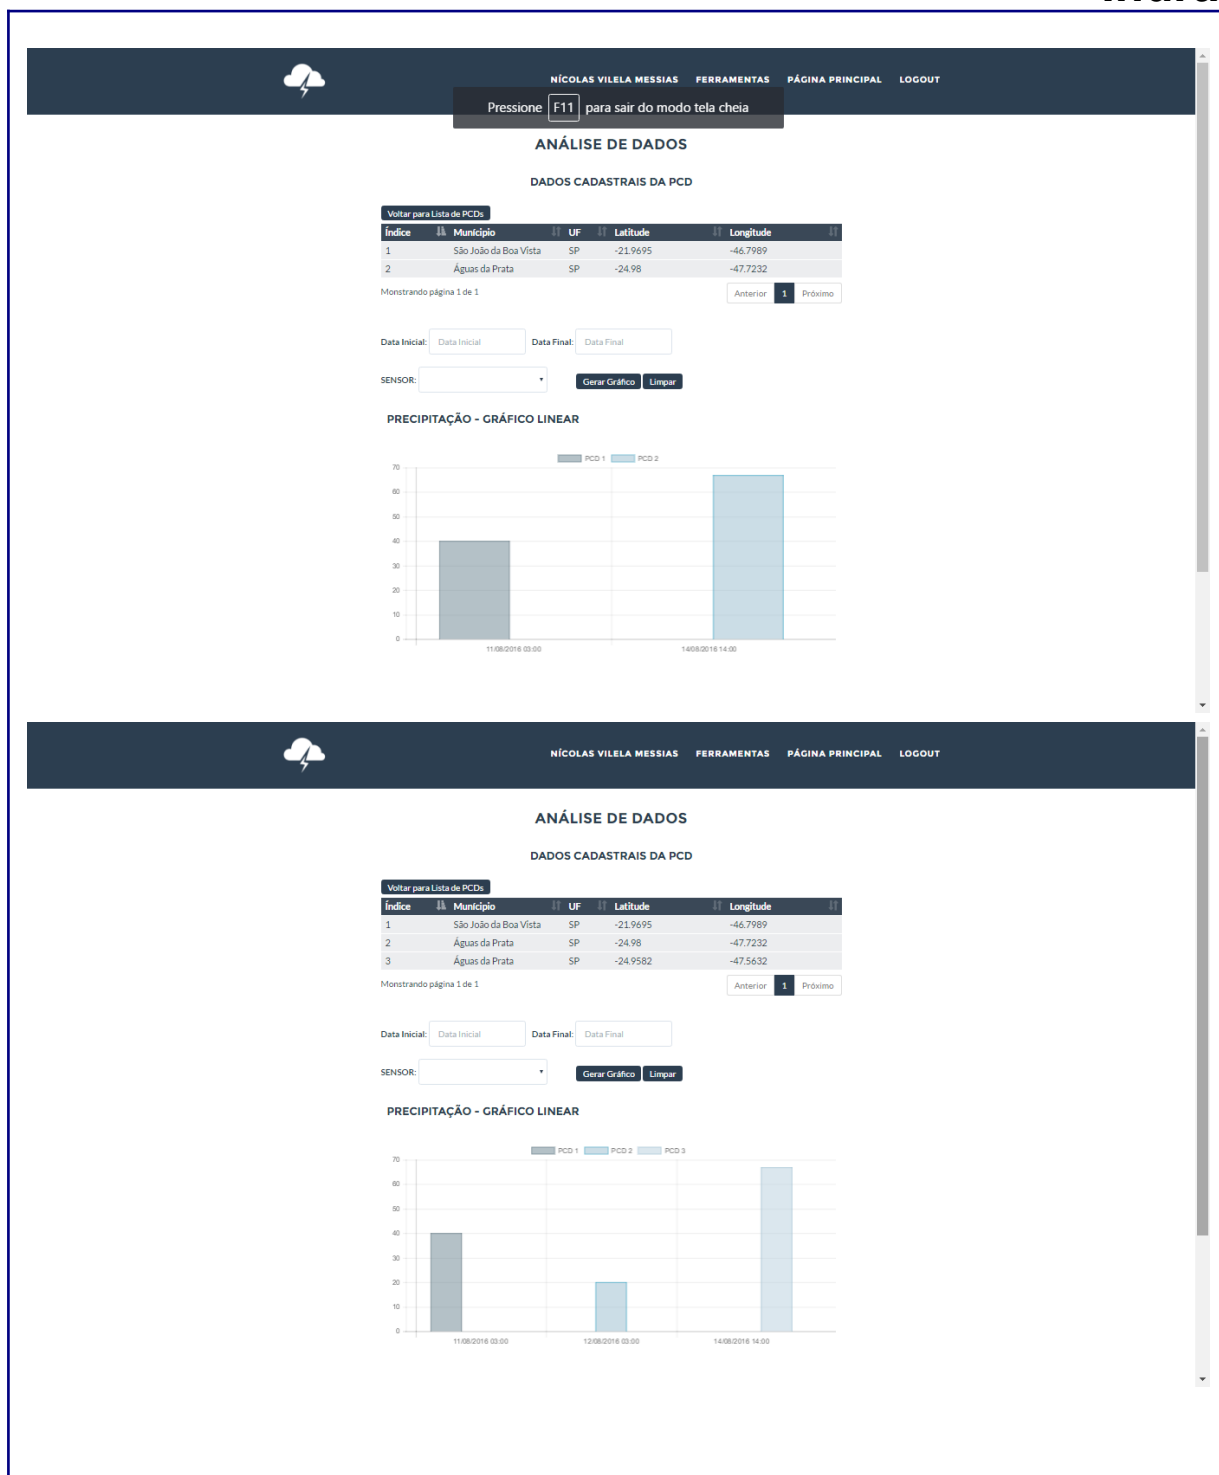 NÍCOLAS VILELA MESSIAS FERRAMENTAS PÁGINA PRINCIPAL LOGOUT
Pressione F11 para sair do modo tela cheia
ANÁLISE DE DADOS
DADOS CADASTRAIS DA PCD
Voltar para Lista de PCDs
Índice Município UF Latitude Longitude
1 São João da Boa Vista SP -21.9695 -46.7989
2 Águas da Prata SP -24.98 -47.7232
Monstrando página 1 de 1 Anterior 1 Próximo
Data Inicial: Data Inicial Data Final: Data Final
SENSOR: Gerar Gráfico Limpar
PRECIPITAÇÃO - GRÁFICO LINEAR
PCD 1 PCD 2
70
60
50
40
30
20
10
0
11/08/2016 03:00 14/08/2016 14:00
NÍCOLAS VILELA MESSIAS FERRAMENTAS PÁGINA PRINCIPAL LOGOUT
ANÁLISE DE DADOS
DADOS CADASTRAIS DA PCD
Voltar para Lista de PCDs
Índice Município UF Latitude Longitude
1 São João da Boa Vista SP -21.9695 -46.7989
2 Águas da Prata SP -24.98 -47.7232
3 Águas da Prata SP -24.9582 -47.5632
Monstrando página 1 de 1 Anterior 1 Próximo
Data Inicial: Data Inicial Data Final: Data Final
SENSOR: Gerar Gráfico Limpar
PRECIPITAÇÃO - GRÁFICO LINEAR
PCD 1 PCD 2 PCD 3
70
60
50
40
30
20
10
0
11/08/2016 03:00 12/08/2016 03:00 14/08/2016 14:00